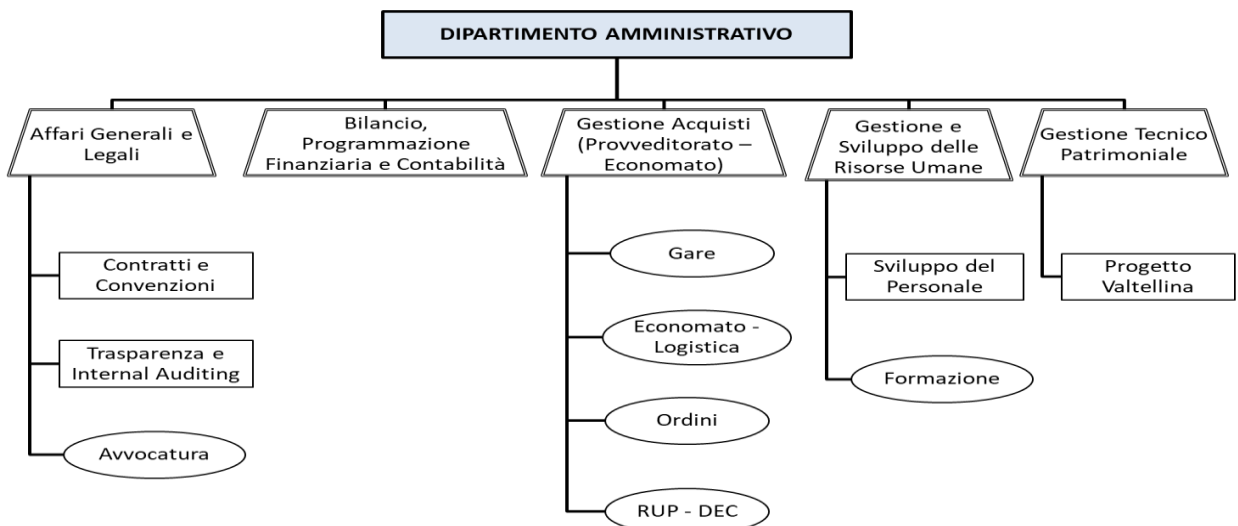 DIPARTIMENTO AMMINISTRATIVO
Affari Generali e
Legali
Bilancio,
Programmazione
Finanziaria e Contabilità
Gestione Acquisti
(Provveditorato –
Economato)
Gestione e
Sviluppo delle
Risorse Umane
Gestione Tecnico
Patrimoniale
Contratti e
Convenzioni
Trasparenza e
Internal Auditing
Avvocatura
Gare
Economato -
Logistica
Ordini
RUP - DEC
Sviluppo del
Personale
Formazione
Progetto
Valtellina